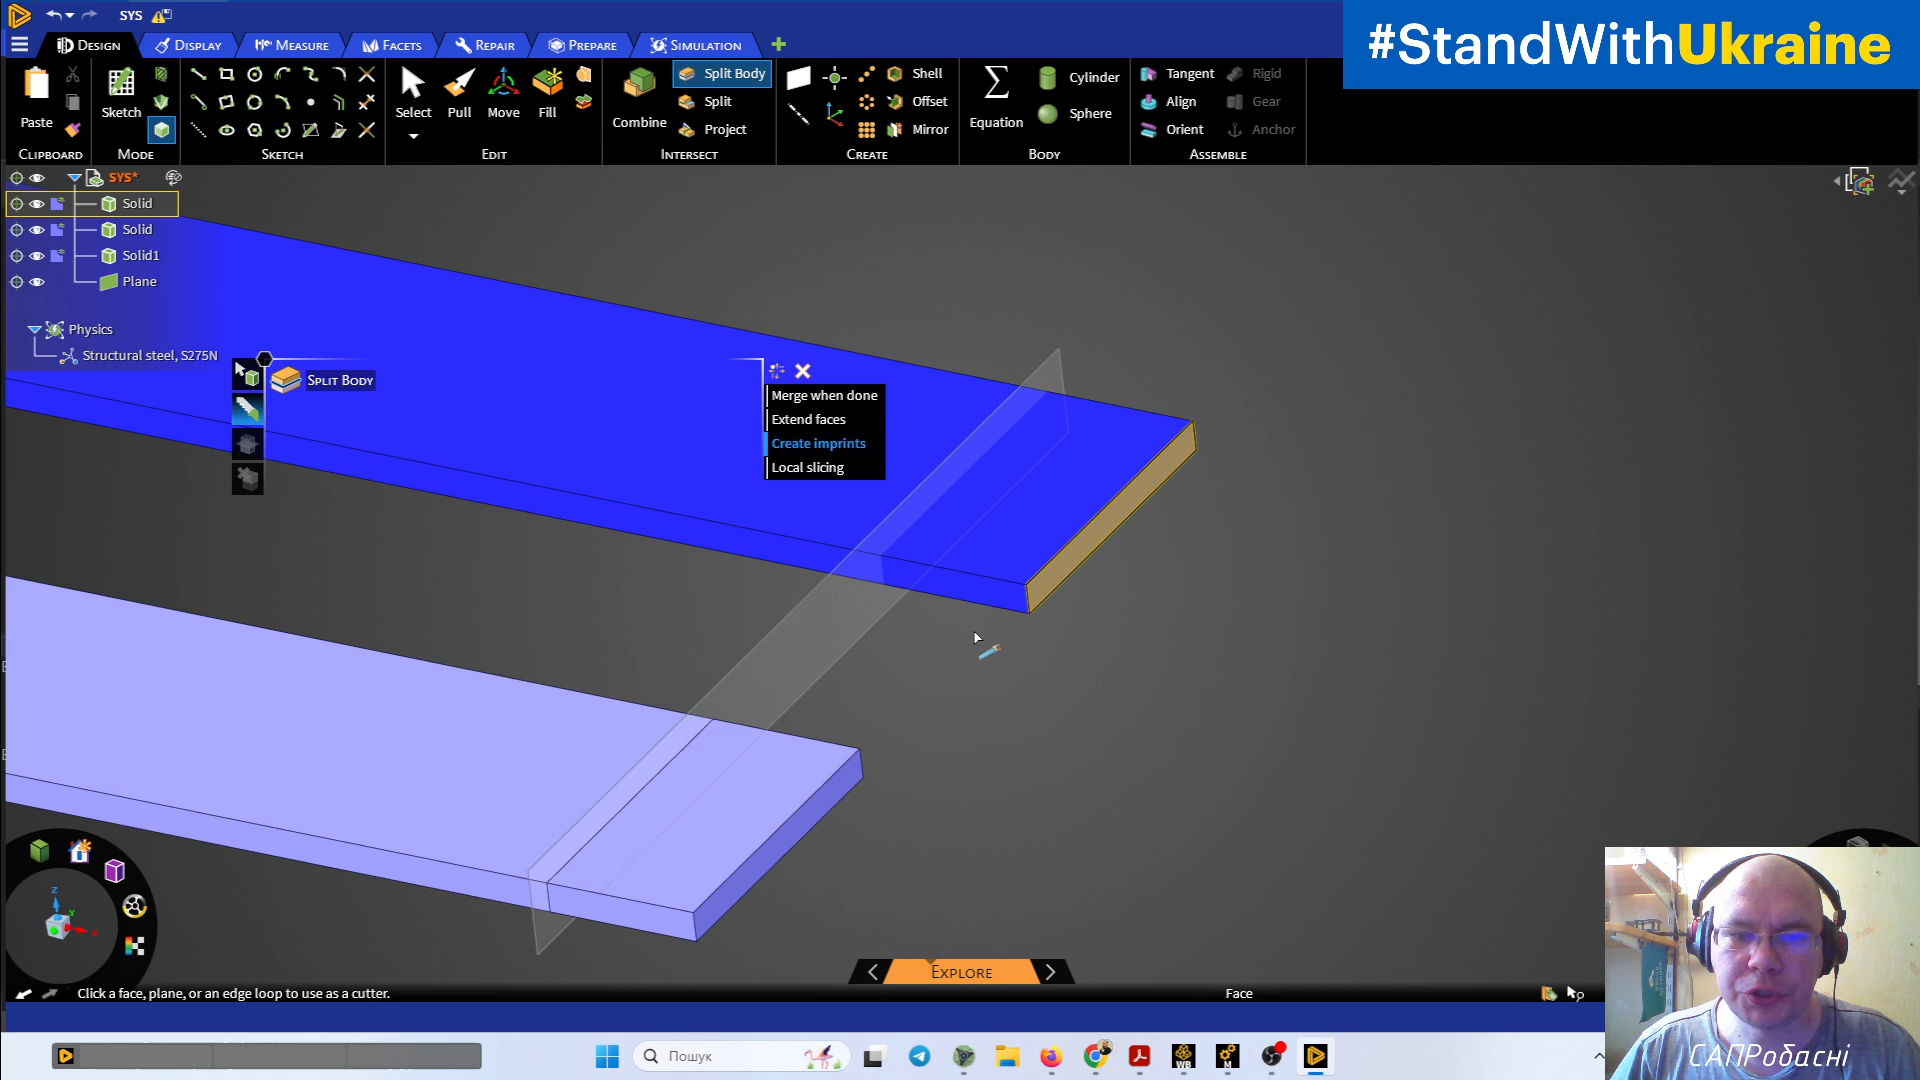 SYS
#StandWithUkraine
Design
Display
Measure
Facets
Repair
Prepare
Simulation
Paste
Sketch
Select
Pull
Move
Fill
Combine
Split Body
Split
Project
Shell
Offset
Mirror
Equation
Cylinder
Sphere
Tangent
Align
Orient
Rigid
Gear
Anchor
Clipboard
Mode
Sketch
Edit
Intersect
Create
Body
Assemble
SYS*
Solid
Solid
Solid1
Plane
Physics
Structural steel, S275N
Split Body
Merge when done
Extend faces
Create imprints
Local slicing
Z
Y
X
Explore
Click a face, plane, or an edge loop to use as a cutter.
Face
Пошук
WB
M
САПРобасні